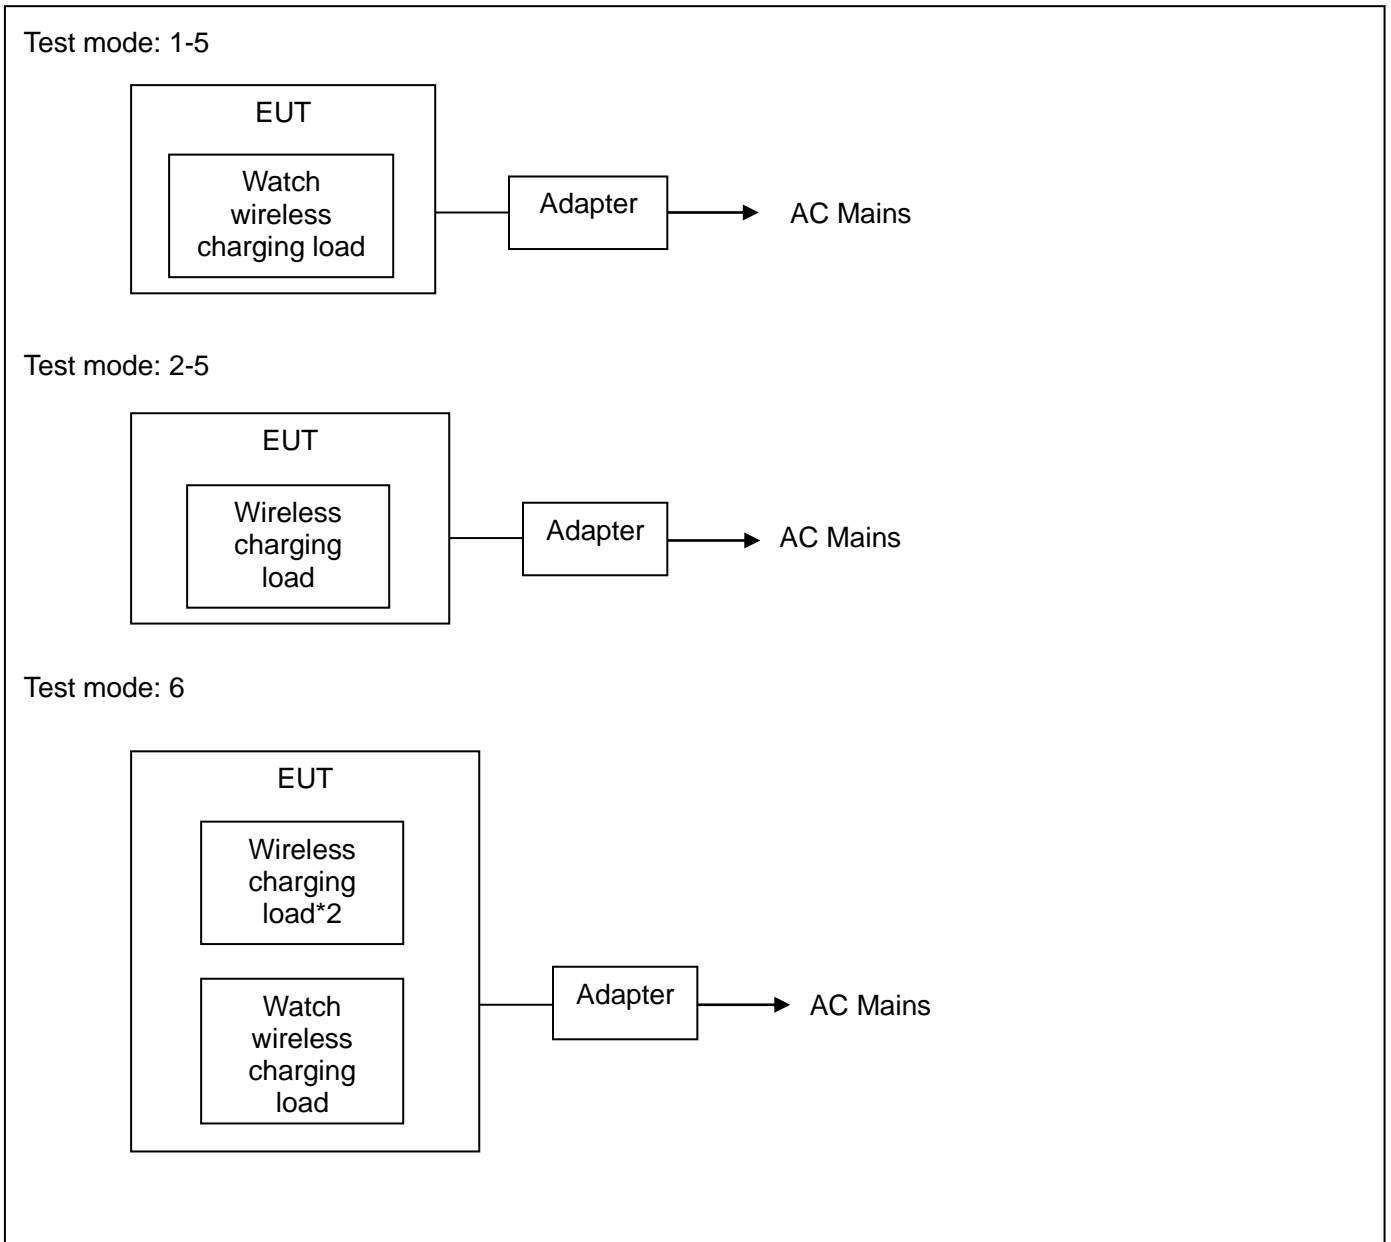 Test mode: 1-5
EUT
Watch
wireless
charging load
Adapter
AC Mains
Test mode: 2-5
EUT
Wireless
charging
load
Adapter
AC Mains
Test mode: 6
EUT
Wireless
charging
load*2
Watch
wireless
charging
load
Adapter
AC Mains